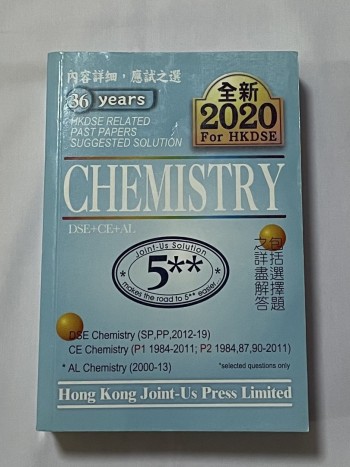 內容詳細，應試之選
36 years
HKDSE RELATED
PAST PAPERS
SUGGESTED SOLUTION
全新
2020
For HKDSE
CHEMISTRY
DSE+CE+AL
Joint-Us Solution
5**
* makes the road to 5** easier *
包括選擇題
之詳盡解答
DSE Chemistry (SP,PP,2012-19)
CE Chemistry (P1 1984-2011; P2 1984,87,90-2011)
* AL Chemistry (2000-13)
*selected questions only
Hong Kong Joint-Us Press Limited